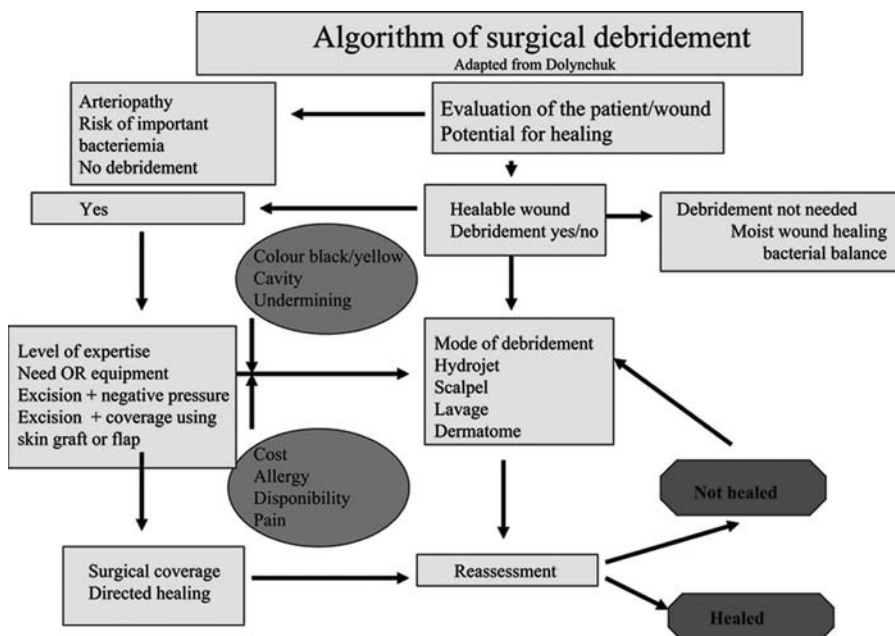 Algorithm of surgical debridement
Adapted from Dolynchuk
Arteriopathy
Risk of important
bacteriemia
No debridement
Evaluation of the patient/wound
Potential for healing
Yes
Healable wound
Debridement yes/no
Debridement not needed
Moist wound healing
bacterial balance
Colour black/yellow
Cavity
Undermining
Level of expertise
Need OR equipment
Excision + negative pressure
Excision + coverage using
skin graft or flap
Mode of debridement
Hydrojet
Scalpel
Lavage
Dermatome
Cost
Allergy
Disponibility
Pain
Not healed
Surgical coverage
Directed healing
Reassessment
Healed